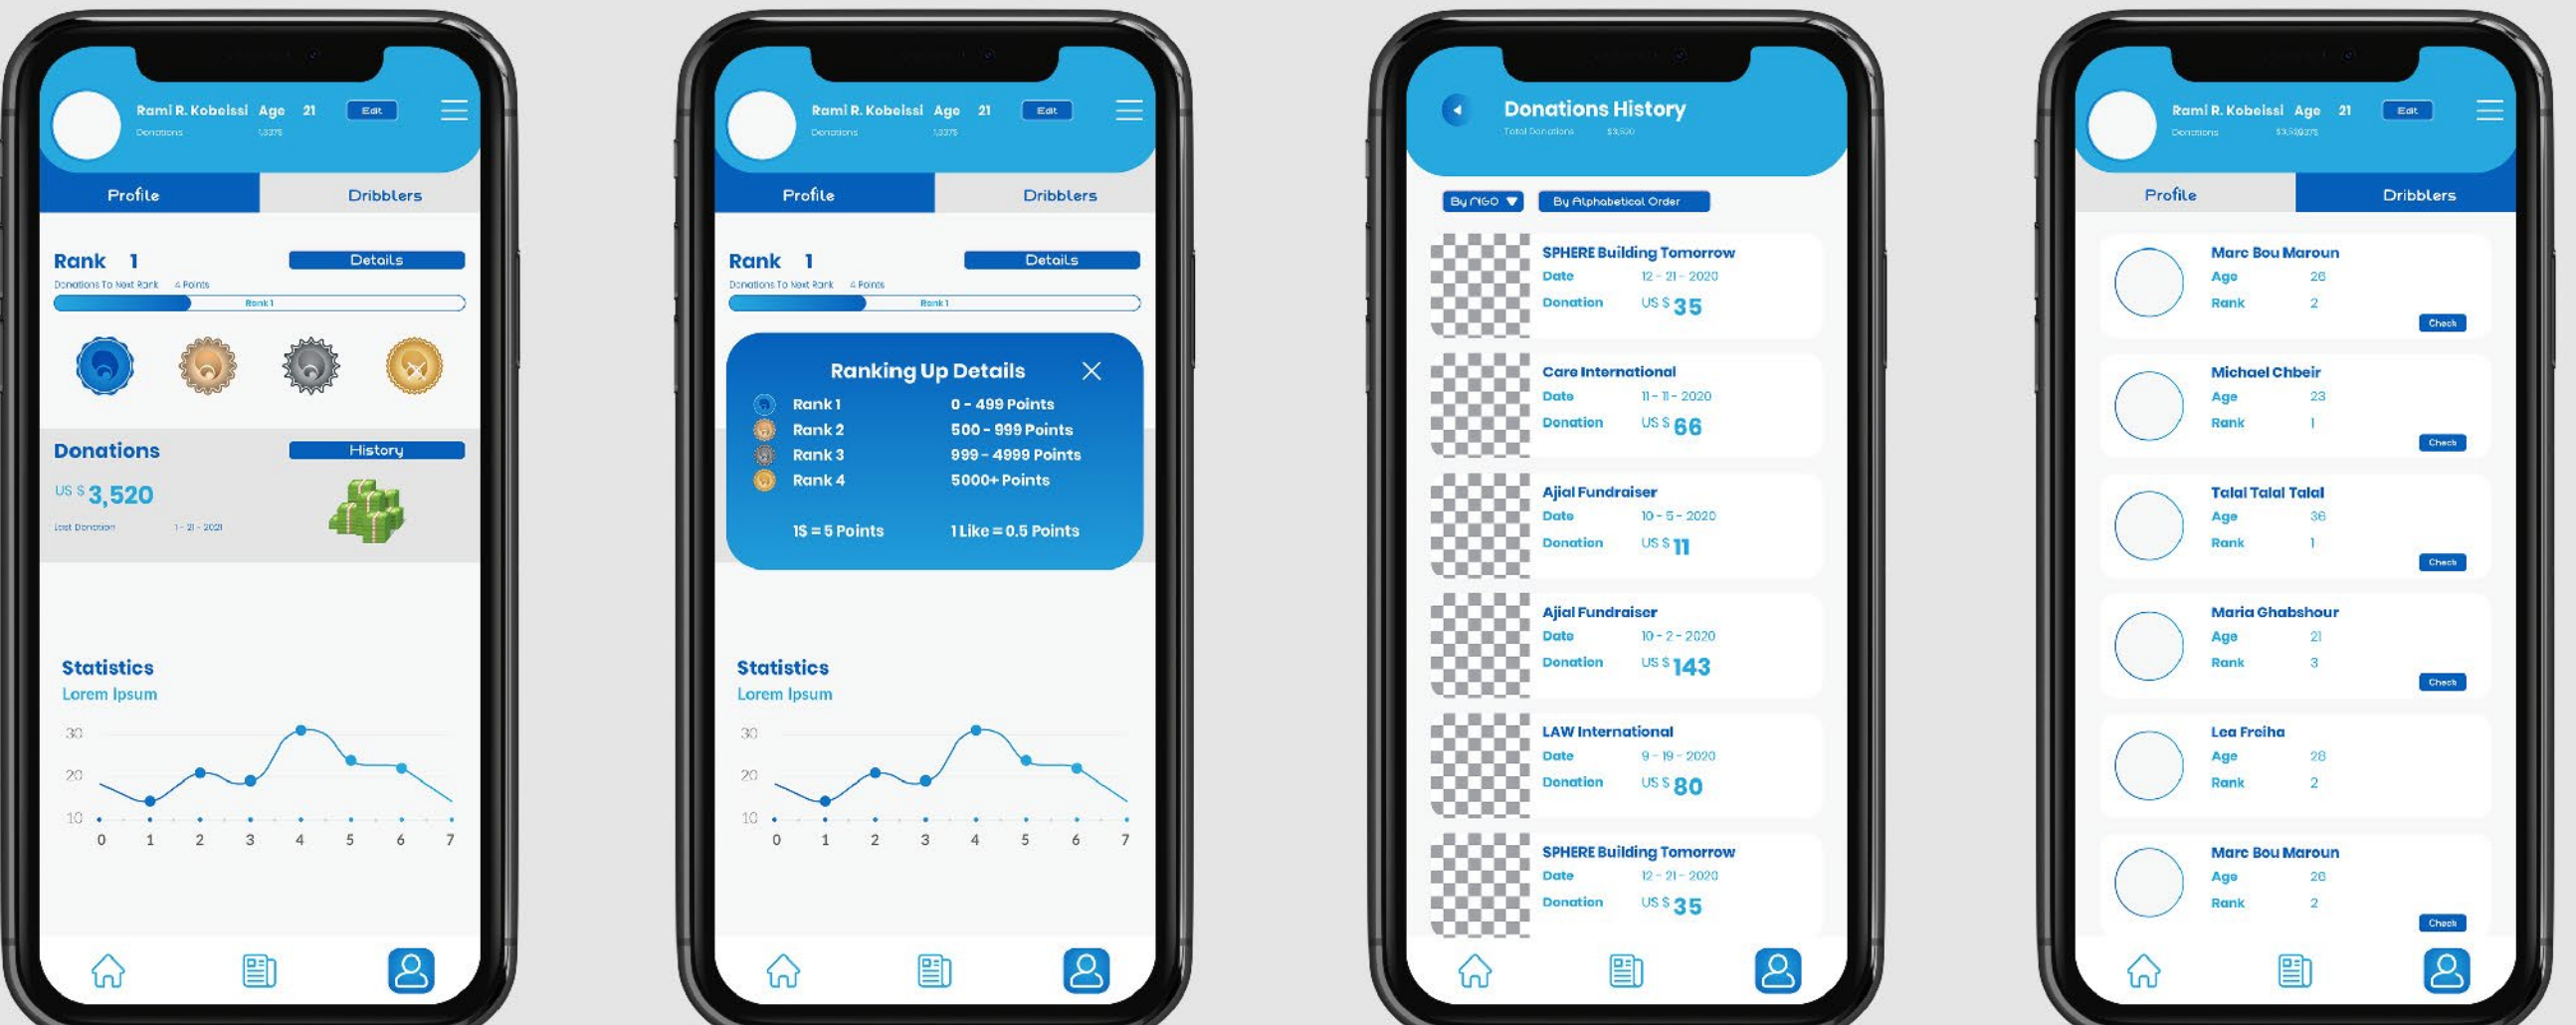 Rami R. Kobeissi Age 21 Edit
Donations
Profile Dribblers
Rank 1 Details
Donations To Next Rank 4 Points
Rank 1
Donations History
US $ 3,520
Last Donation 1 - 21 - 2021
Statistics
Lorem Ipsum
30
20
10
0 1 2 3 4 5 6 7
Rami R. Kobeissi Age 21 Edit
Donations
Profile Dribblers
Rank 1 Details
Donations To Next Rank 4 Points
Rank 1
Ranking Up Details
Rank 1 0 - 499 Points
Rank 2 500 - 999 Points
Rank 3 999 - 4999 Points
Rank 4 5000+ Points
1$ = 5 Points 1 Like = 0.5 Points
Statistics
Lorem Ipsum
30
20
10
0 1 2 3 4 5 6 7
Donations History
Total Donations $3,520
By NGO By Alphabetical Order
SPHERE Building Tomorrow
Date 12 - 21 - 2020
Donation US $ 35
Care International
Date 11 - 11 - 2020
Donation US $ 66
Ajial Fundraiser
Date 10 - 5 - 2020
Donation US $ 11
Ajial Fundraiser
Date 10 - 2 - 2020
Donation US $ 143
LAW International
Date 9 - 19 - 2020
Donation US $ 80
SPHERE Building Tomorrow
Date 12 - 21 - 2020
Donation US $ 35
Rami R. Kobeissi Age 21 Edit
Donations
Profile Dribblers
Marc Bou Maroun
Age 26
Rank 2
Check
Michael Chbeir
Age 23
Rank 1
Check
Talal Talal Talal
Age 36
Rank 1
Check
Maria Ghabshour
Age 21
Rank 3
Check
Lea Freiha
Age 28
Rank 2
Marc Bou Maroun
Age 26
Rank 2
Check